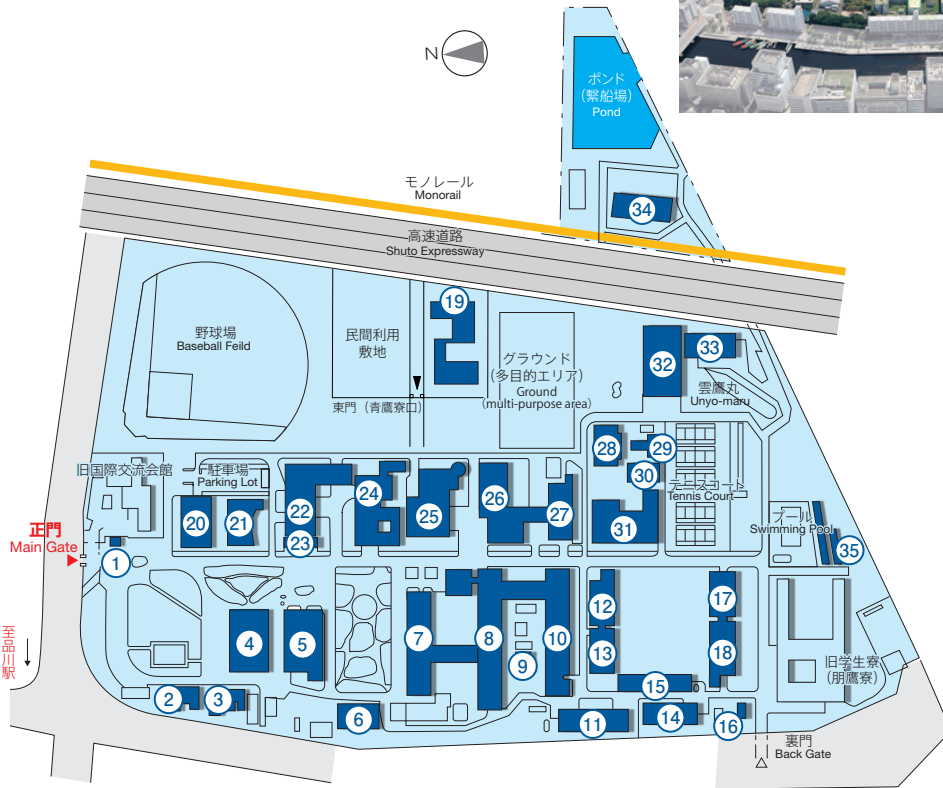 N
ポンド
(繋船場)
Pond
34
モノレール
Monorail
高速道路
Shuto Expressway
19
野球場
Baseball Feild
民間利用
敷地
グラウンド
(多目的エリア)
Ground
(multi-purpose area)
32
33
雲鷹丸
Unyo-maru
東門（青鷹寮口）
旧国際交流会館
駐車場
Parking Lot
20
21
22
23
24
25
26
27
28
29
30
31
テニスコート
Tennis Court
プール
Swimming Pool
35
正門
Main Gate
1
至品川駅
2
3
4
5
6
7
8
9
10
11
12
13
14
15
16
17
18
旧学生寮
(朋鷹寮)
裏門
Back Gate